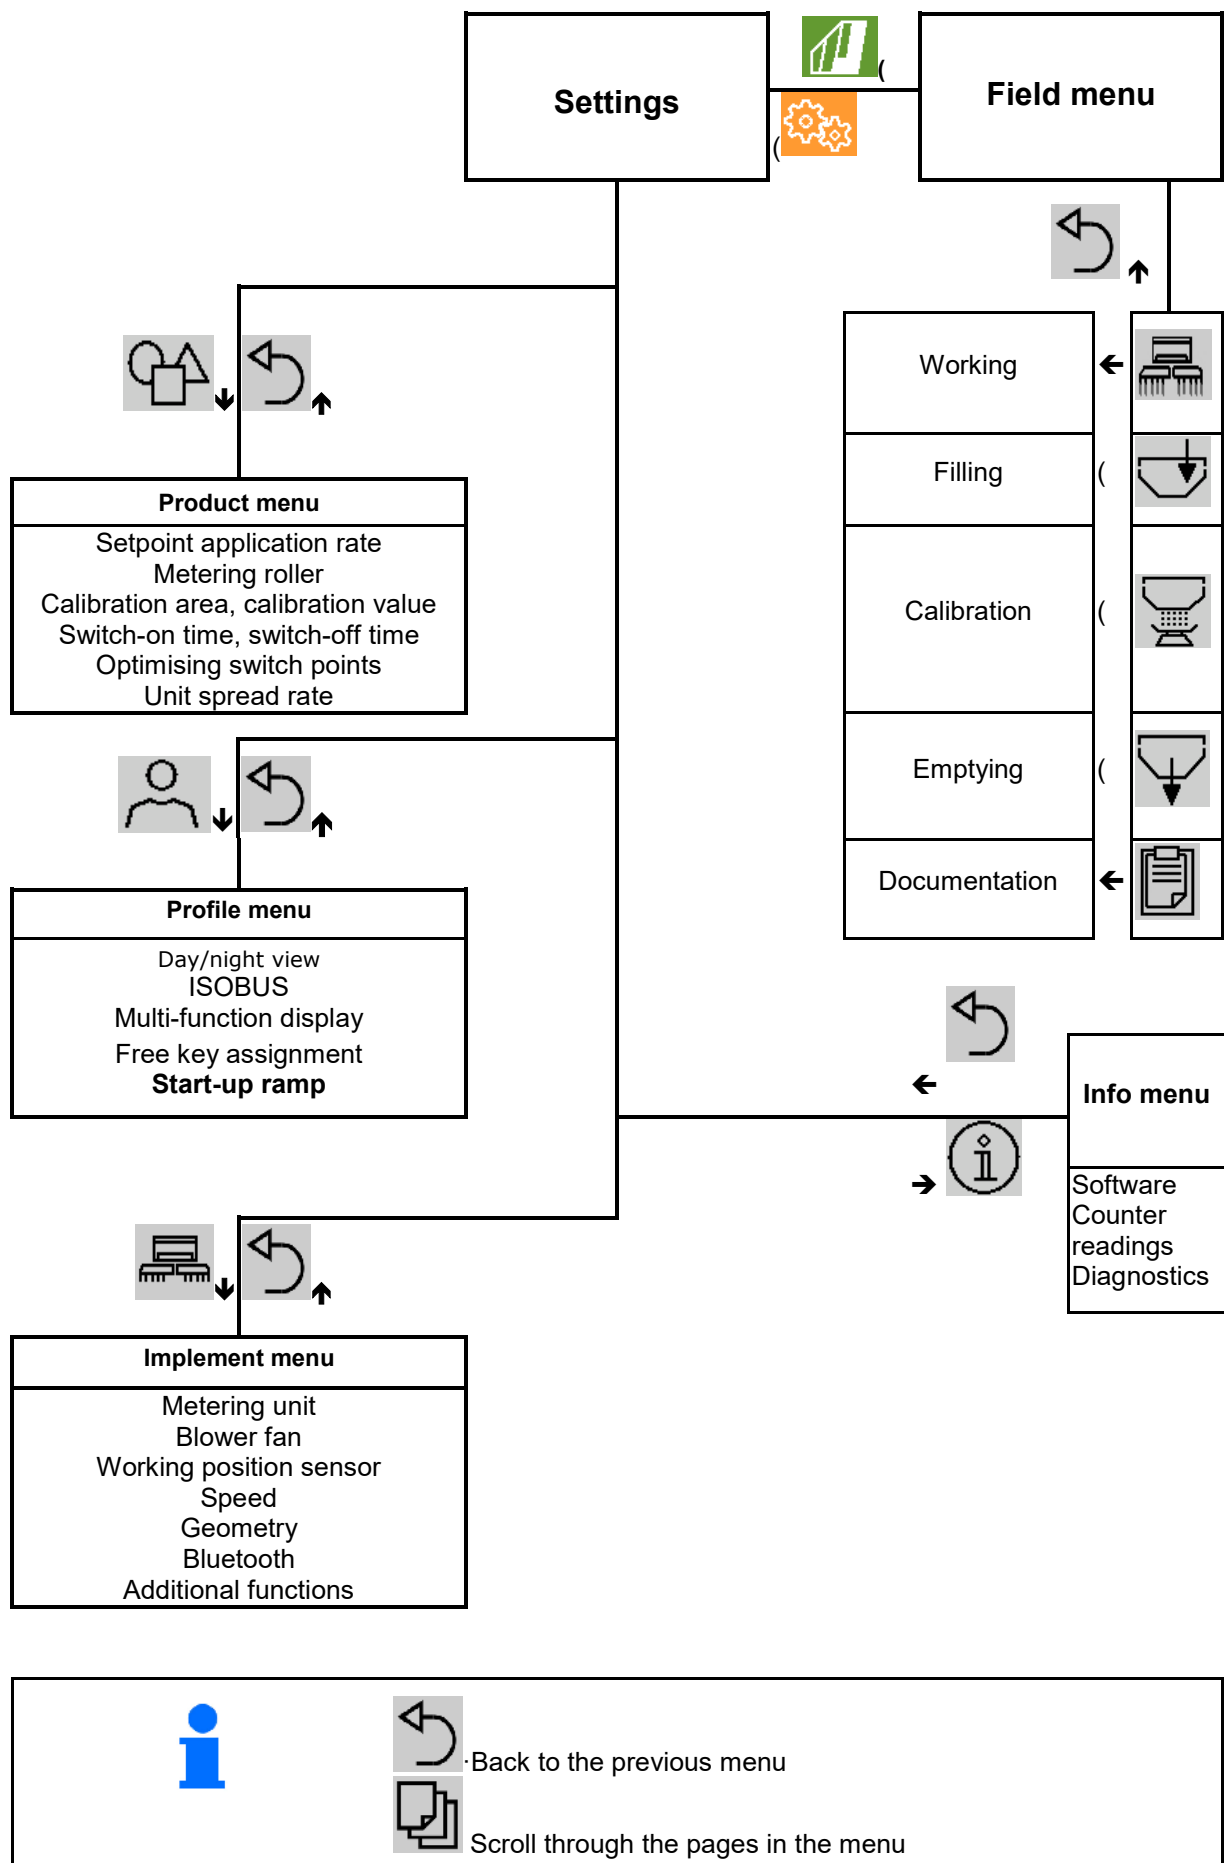 Settings
(
(
Field menu
Working
Filling
(
Calibration
(
Emptying
(
Documentation
Product menu
Setpoint application rate
Metering roller
Calibration area, calibration value
Switch-on time, switch-off time
Optimising switch points
Unit spread rate
Profile menu
Day/night view
ISOBUS
Multi-function display
Free key assignment
Start-up ramp
Info menu
Software
Counter
readings
Diagnostics
Implement menu
Metering unit
Blower fan
Working position sensor
Speed
Geometry
Bluetooth
Additional functions
·Back to the previous menu
Scroll through the pages in the menu